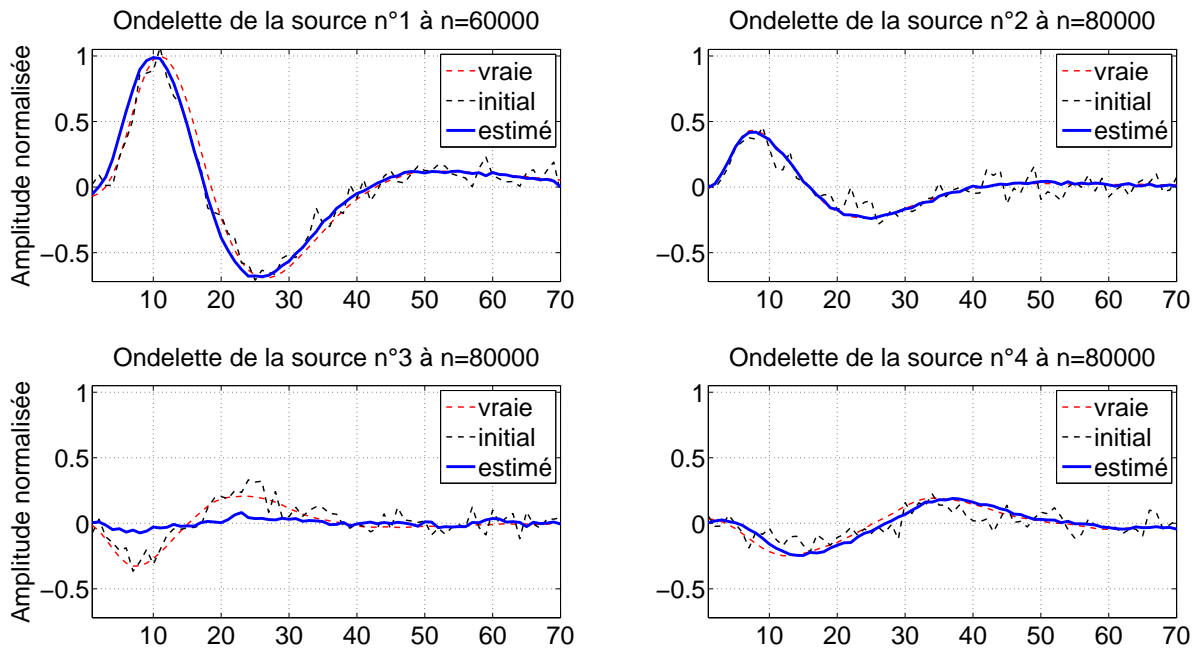 Ondelette de la source n°1 à n=60000
Amplitude normalisée
1
0.5
0
−0.5
10 20 30 40 50 60 70
vraie
initial
estimé
Ondelette de la source n°2 à n=80000
1
0.5
0
−0.5
10 20 30 40 50 60 70
vraie
initial
estimé
Ondelette de la source n°3 à n=80000
Amplitude normalisée
1
0.5
0
−0.5
10 20 30 40 50 60 70
vraie
initial
estimé
Ondelette de la source n°4 à n=80000
1
0.5
0
−0.5
10 20 30 40 50 60 70
vraie
initial
estimé